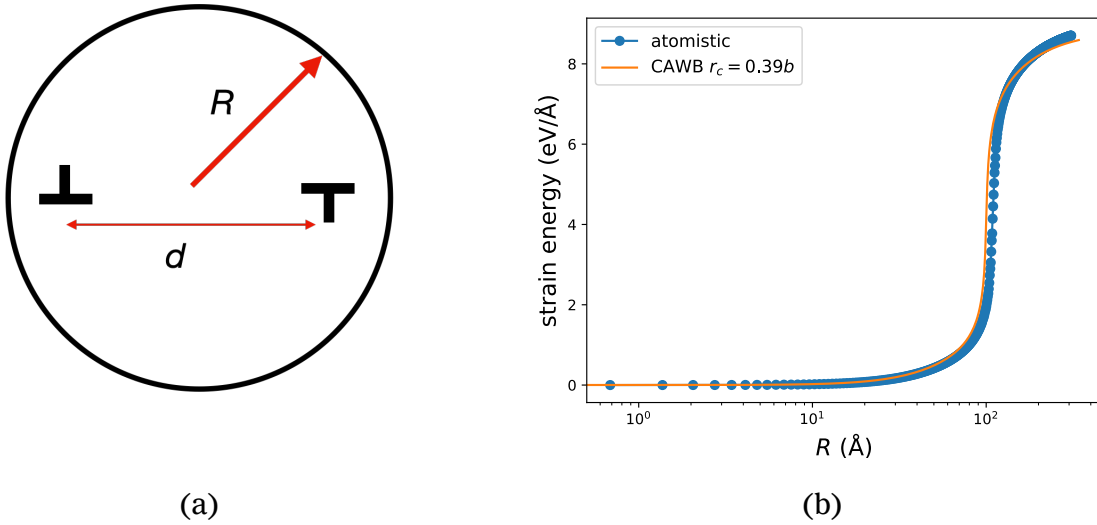 R
d
(a)
atomistic
CAWB r_c = 0.39b
strain energy (eV/Å)
8
6
4
2
0
10^0
10^1
10^2
R (Å)
(b)